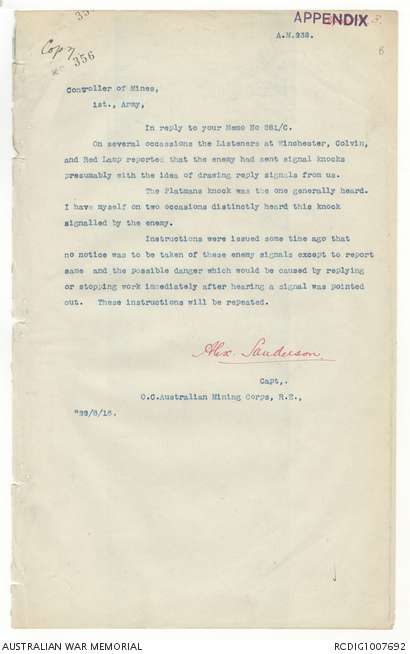 APPENDIX 3.
A.M.938.
Copy
356
Controller of Mines,
1st., Army,
In reply to your Memo No 381/C.
On several occassions the Listeners at Winchester, Colvin,
and Red Lamp reported that the enemy had sent signal knocks
presumably with the idea of drawing reply signals from us.
The Platmans knock was the one generally heard.
I have myself on two occasions distinctly heard this knock
signalled by the enemy.
Instructions were issued some time ago that
no notice was to be taken of these enemy signals except to report
same and the possible danger which would be caused by replying
or stopping work immediately after hearing a signal was pointed
out. These instructions will be repeated.
Alex. Sanderson.
Capt,.
O.C.Australian Mining Corps, R.E.,
AUSTRALIAN WAR MEMORIAL
RCDIG1007692